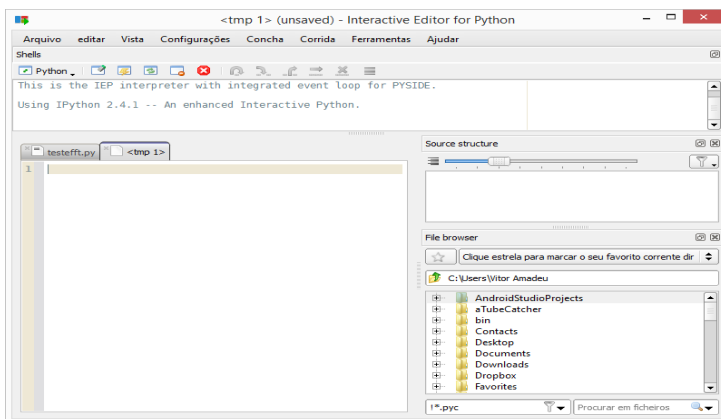 <tmp 1> (unsaved) - Interactive Editor for Python
Arquivo editar Vista Configurações Concha Corrida Ferramentas Ajudar
Shells
Python
This is the IEP interpreter with integrated event loop for PYSIDE.
Using IPython 2.4.1 -- An enhanced Interactive Python.
testefft.py <tmp 1>
1
Source structure
File browser
Clique estrela para marcar o seu favorito corrente dir
C:\Users\Vitor Amadeu
AndroidStudioProjects
aTubeCatcher
bin
Contacts
Desktop
Documents
Downloads
Dropbox
Favorites
!*.pyc Procurar em ficheiros